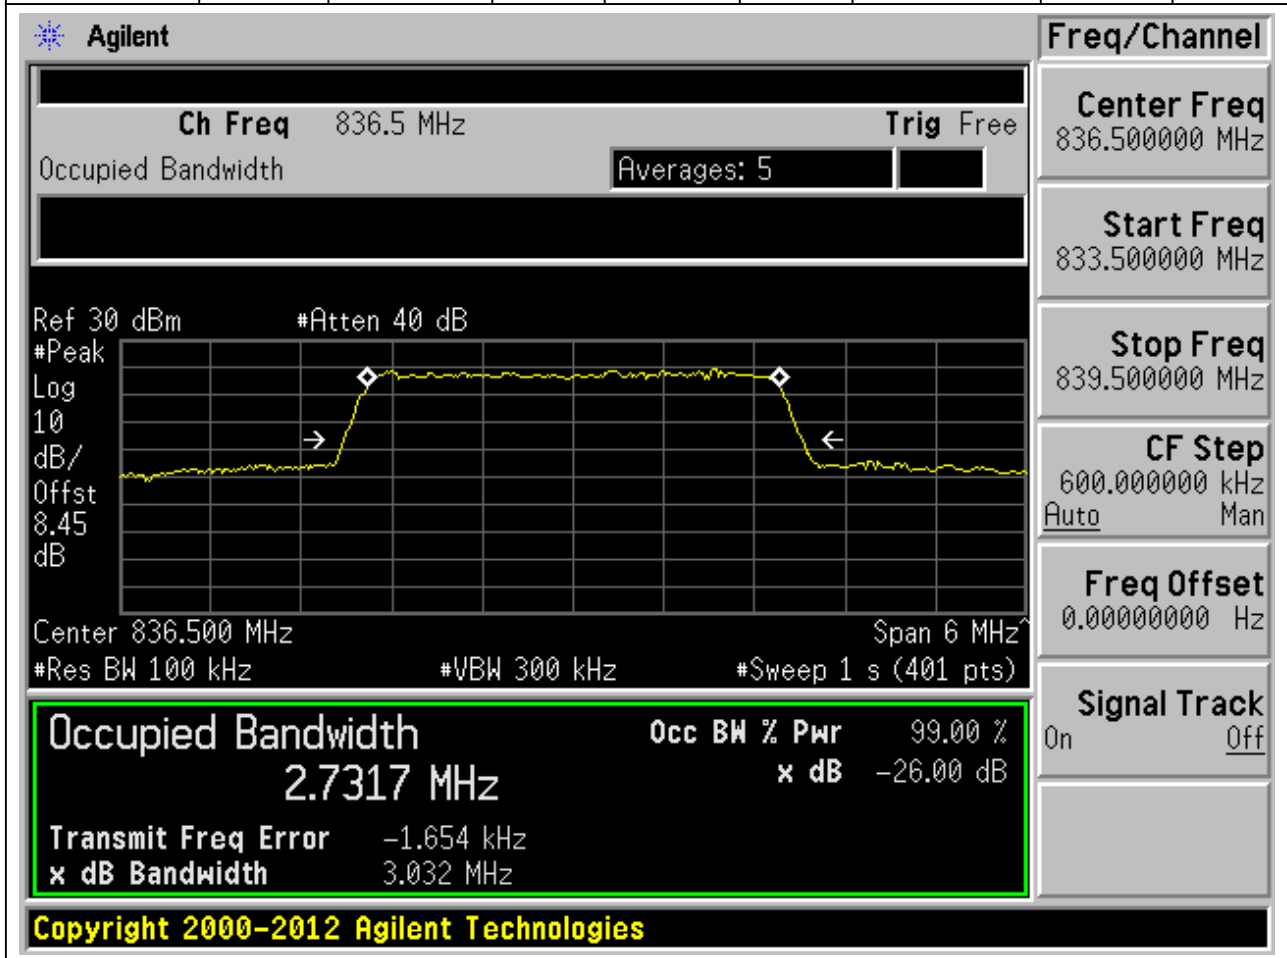 Agilent
Freq/Channel
Ch Freq 836.5 MHz Trig Free
Occupied Bandwidth Averages: 5
Center Freq
836.500000 MHz
Start Freq
833.500000 MHz
Stop Freq
839.500000 MHz
CF Step
600.000000 kHz
Auto Man
Freq Offset
0.00000000 Hz
Signal Track
On Off
Ref 30 dBm #Atten 40 dB
#Peak
Log
10
dB/
Offst
8.45
dB
Center 836.500 MHz Span 6 MHz^
#Res BW 100 kHz #VBW 300 kHz #Sweep 1 s (401 pts)
Occupied Bandwidth Occ BW % Pwr 99.00 %
2.7317 MHz x dB -26.00 dB
Transmit Freq Error -1.654 kHz
x dB Bandwidth 3.032 MHz
Copyright 2000-2012 Agilent Technologies